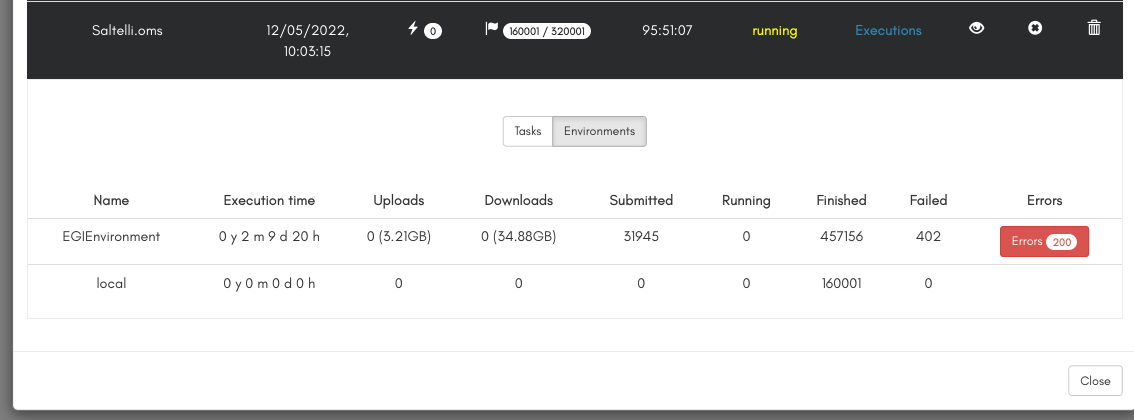 Saltelli.oms 12/05/2022, 0 160001 / 320001 95:51:07 running Executions
10:03:15
Tasks Environments
Name Execution time Uploads Downloads Submitted Running Finished Failed Errors
EGIEnvironment 0 y 2 m 9 d 20 h 0 (3.21GB) 0 (34.88GB) 31945 0 457156 402 Errors 200
local 0 y 0 m 0 d 0 h 0 0 0 0 160001 0
Close